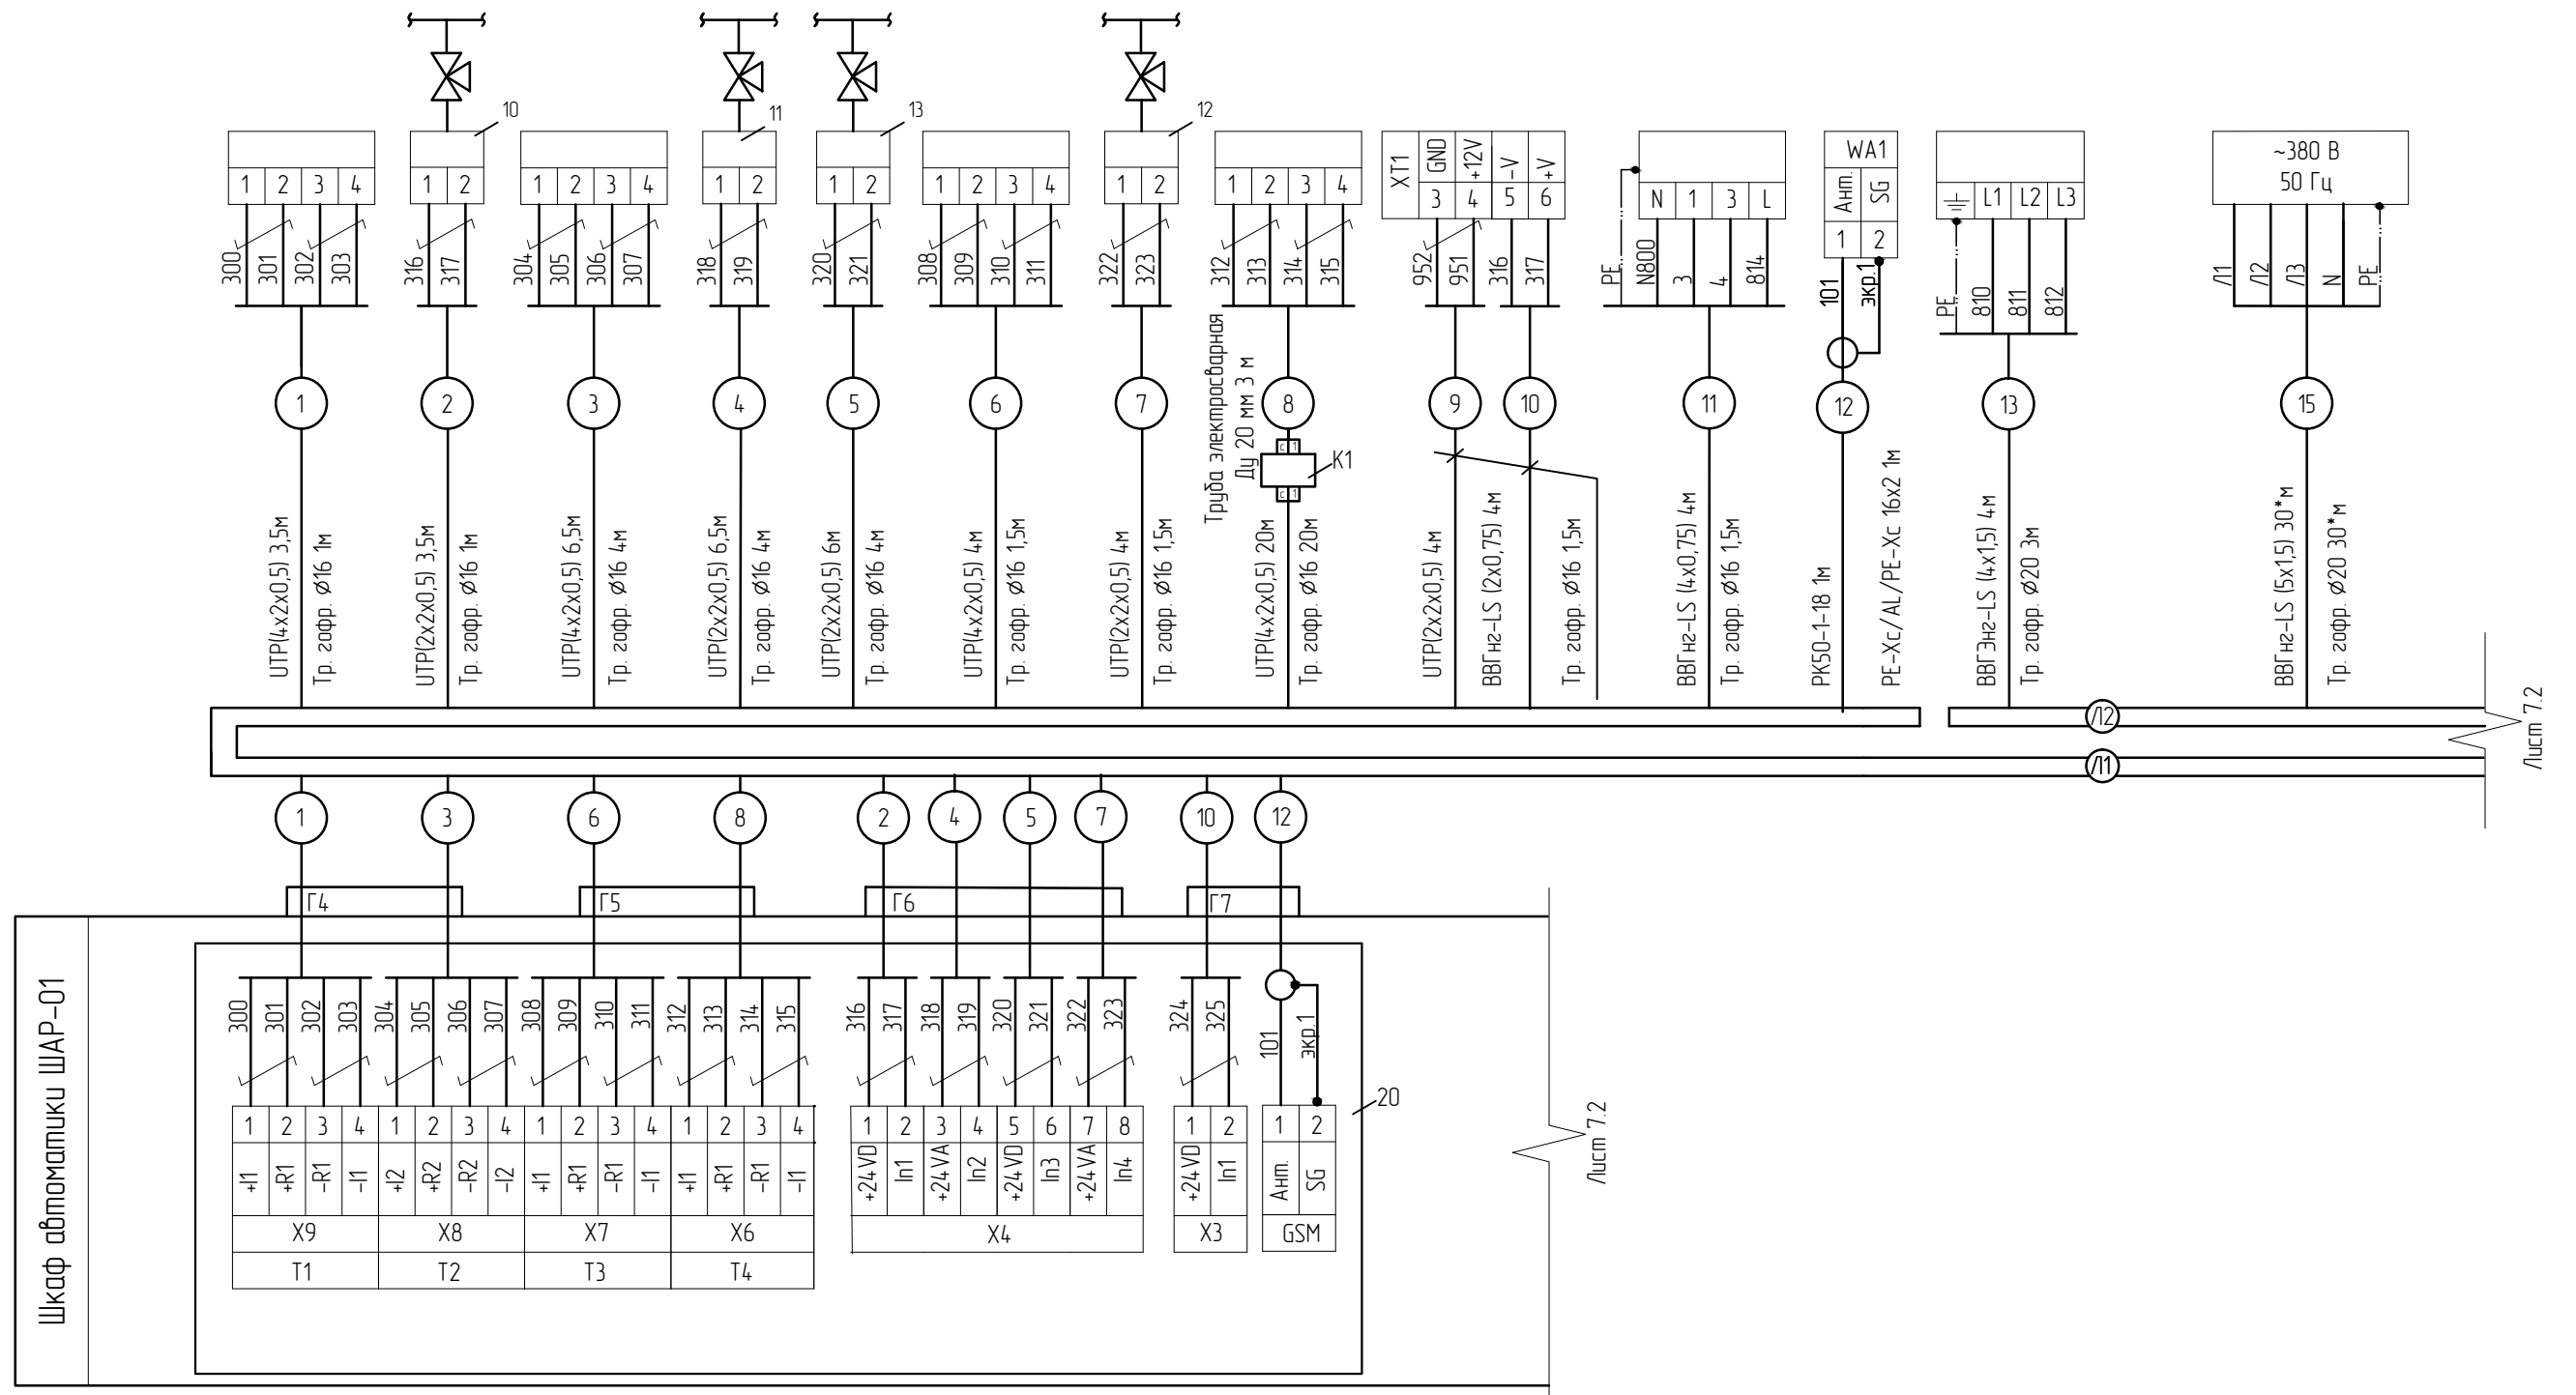 10
11
13
12
1 2 3 4
1 2
1 2 3 4
1 2
1 2
1 2 3 4
1 2
1 2 3 4
XT1
GND +12V -V +V
3 4 5 6
N 1 3 L
WA1
Ант. SG
1 2
L1 L2 L3
~380 В
50 Гц
300 301 302 303
316 317
304 305 306 307
318 319
320 321
308 309 310 311
322 323
312 313 314 315
952 951
316 317
PE N800 3 4 814
101 экр.1
PE 810 811 812
Л1 Л2 Л3 N PE
1 2 3 4 5 6 7 8 9 10 11 12 13 15
Труба электросварная
Ду 20 мм 3 м
с 1
К1
с 1
UTP(4x2x0,5) 3,5м
Тр. гофр. Ø16 1м
UTP(2x2x0,5) 3,5м
Тр. гофр. Ø16 1м
UTP(4x2x0,5) 6,5м
Тр. гофр. Ø16 4м
UTP(2x2x0,5) 6,5м
Тр. гофр. Ø16 4м
UTP(2x2x0,5) 6м
Тр. гофр. Ø16 4м
UTP(4x2x0,5) 4м
Тр. гофр. Ø16 1,5м
UTP(2x2x0,5) 4м
Тр. гофр. Ø16 1,5м
UTP(4x2x0,5) 20м
Тр. гофр. Ø16 20м
UTP(2x2x0,5) 4м
ВВГнг-LS (2x0,75) 4м
Тр. гофр. Ø16 1,5м
ВВГнг-LS (4x0,75) 4м
Тр. гофр. Ø16 1,5м
РК50-1-18 1м
PE-Xc/AL/PE-Xc 16x2 1м
ВВГЭнг-LS (4x1,5) 4м
Тр. гофр. Ø20 3м
ВВГнг-LS (5x1,5) 30*м
Тр. гофр. Ø20 30*м
Л2
Л1
Лист 7.2
1 3 6 8 2 4 5 7 10 12
Г4 Г5 Г6 Г7
Шкаф автоматики ШАР-01
300 301 302 303 304 305 306 307 308 309 310 311 312 313 314 315
316 317 318 319 320 321 322 323
324 325
101 экр.1
20
1 2 3 4 1 2 3 4 1 2 3 4 1 2 3 4
1 2 3 4 5 6 7 8
1 2
1 2
+I1 +R1 -R1 -I1 +I2 +R2 -R2 -I2 +I1 +R1 -R1 -I1 +I1 +R1 -R1 -I1
+24VD In1 +24VA In2 +24VD In3 +24VA In4
+24VD In1
Ант. SG
X9 X8 X7 X6 X4 X3 GSM
T1 T2 T3 T4
Лист 7.2